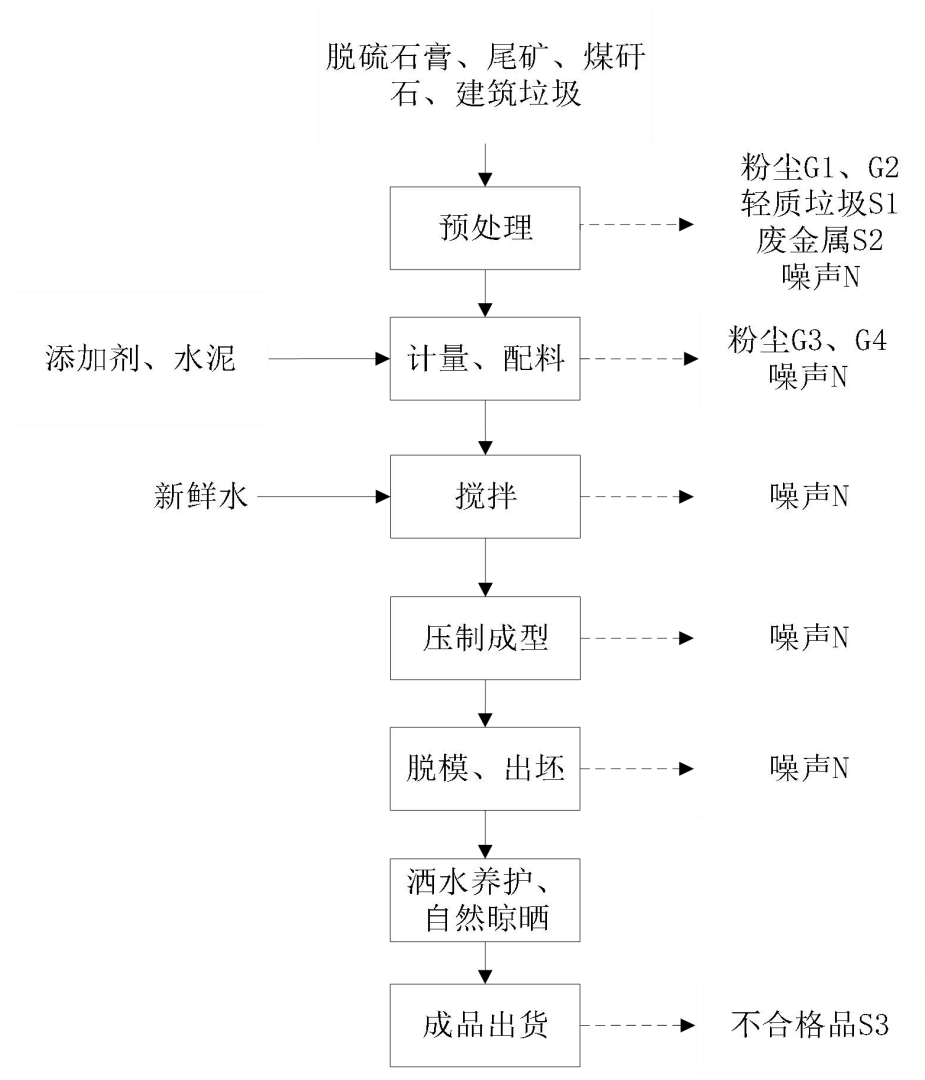 脱硫石膏、尾矿、煤矸
石、建筑垃圾
预处理
粉尘G1、G2
轻质垃圾S1
废金属S2
噪声N
添加剂、水泥
计量、配料
粉尘G3、G4
噪声N
新鲜水
搅拌
噪声N
压制成型
噪声N
脱模、出坯
噪声N
洒水养护、
自然晾晒
成品出货
不合格品S3